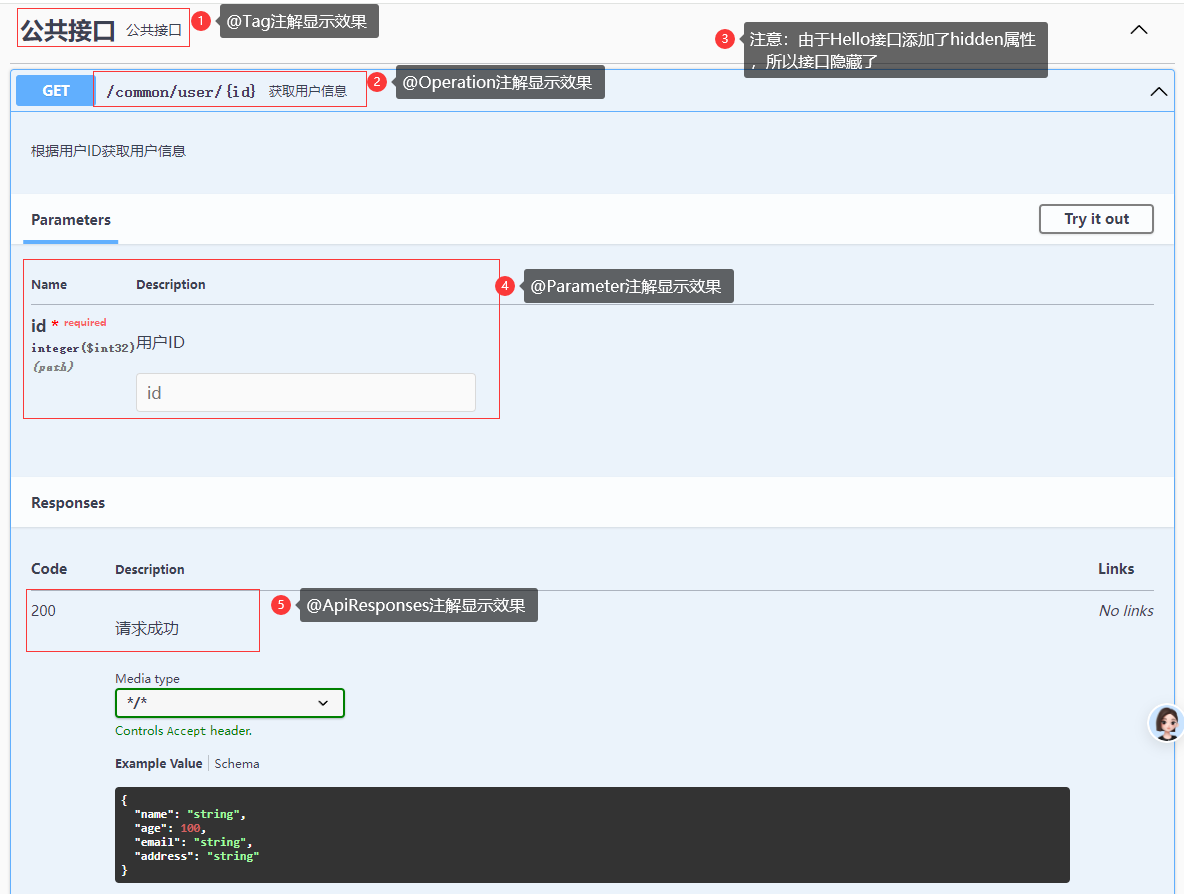 公共接口 公共接口
1 @Tag注解显示效果
3 注意：由于Hello接口添加了hidden属性
，所以接口隐藏了
GET /common/user/{id} 获取用户信息
2 @Operation注解显示效果
根据用户ID获取用户信息
Parameters
Try it out
Name Description
4 @Parameter注解显示效果
id * required
integer($int32)
(path)
用户ID
id
Responses
Code Description Links
200
请求成功
5 @ApiResponses注解显示效果
No links
Media type
*/*
Controls Accept header.
Example Value Schema
{
"name": "string",
"age": 100,
"email": "string",
"address": "string"
}